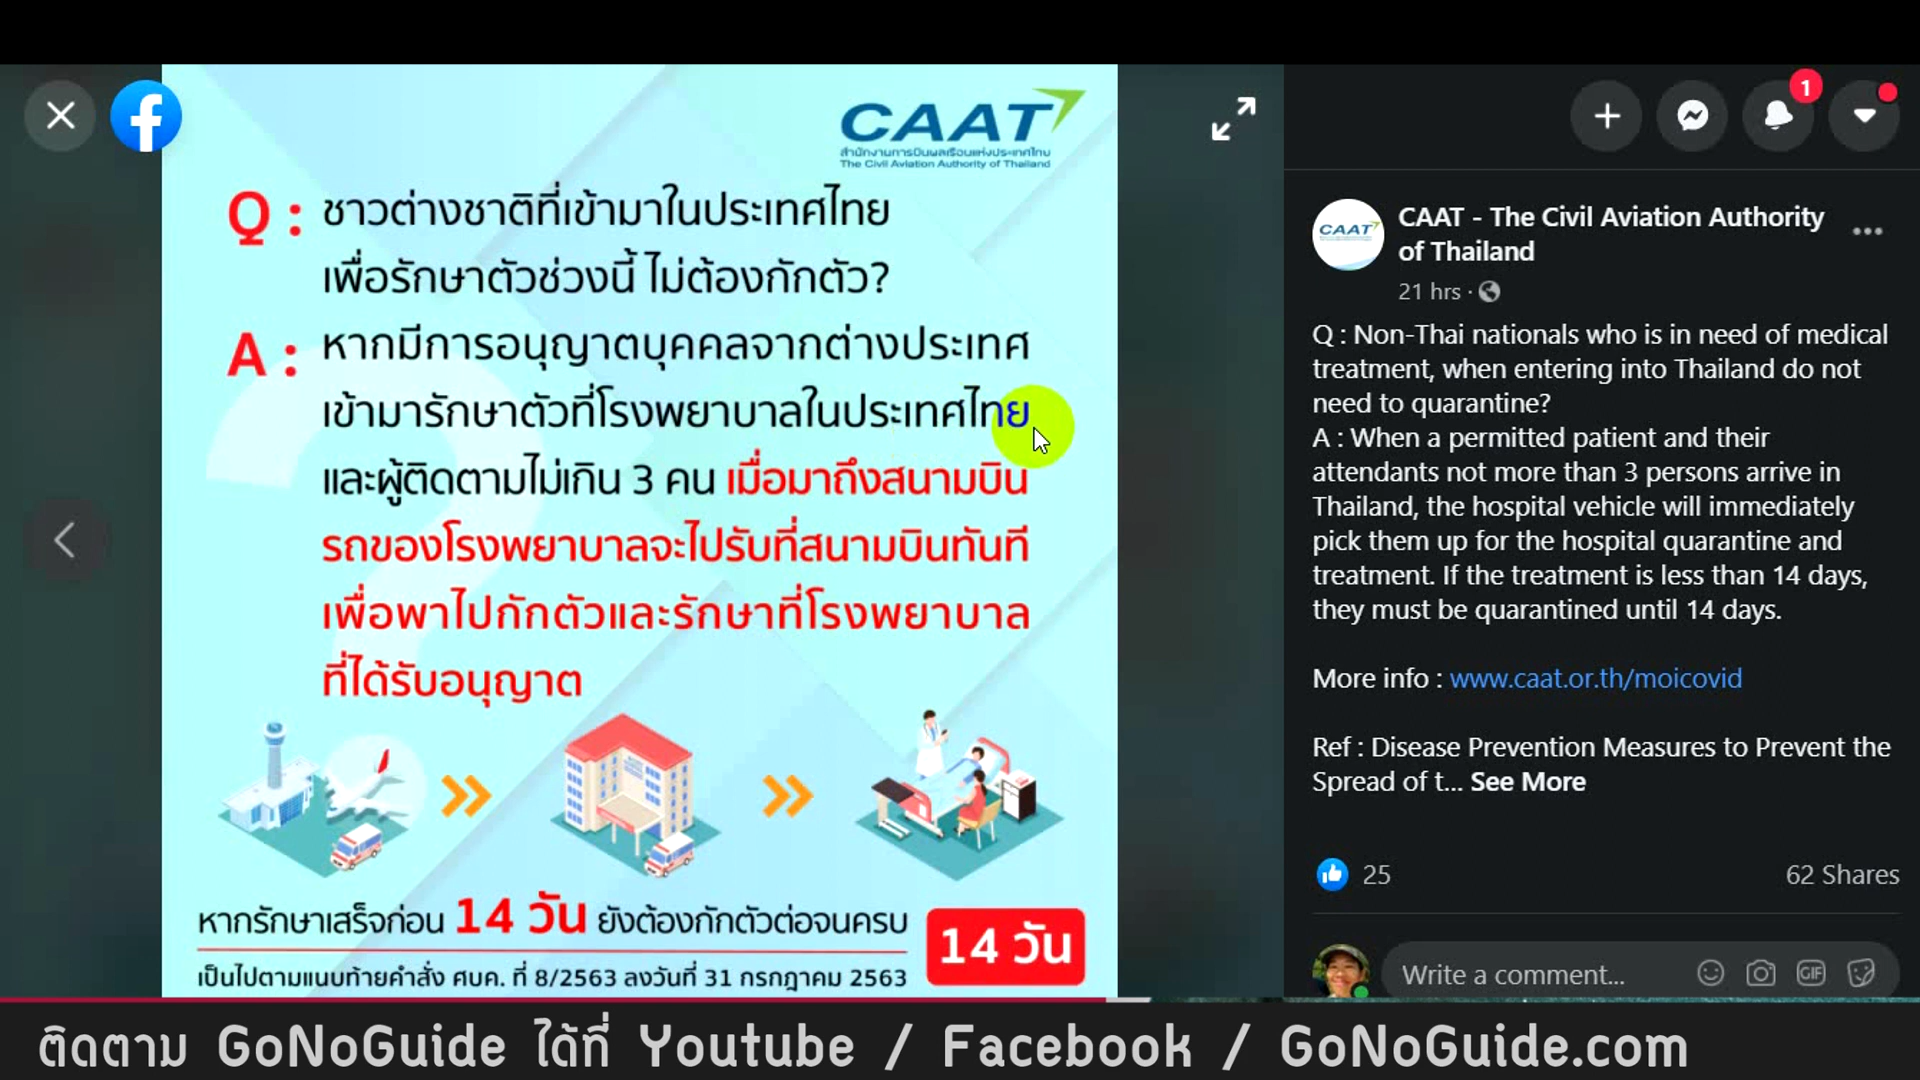 CAAT
สำนักงานการบินพลเรือนแห่งประเทศไทย
The Civil Aviation Authority of Thailand
Q : ชาวต่างชาติที่เข้ามาในประเทศไทย
เพื่อรักษาตัวช่วงนี้ ไม่ต้องกักตัว?
A : หากมีการอนุญาตบุคคลจากต่างประเทศ
เข้ามารักษาตัวที่โรงพยาบาลในประเทศไทย
และผู้ติดตามไม่เกิน 3 คน เมื่อมาถึงสนามบิน
รถของโรงพยาบาลจะไปรับที่สนามบินทันที
เพื่อพาไปกักตัวและรักษาที่โรงพยาบาล
ที่ได้รับอนุญาต
หากรักษาเสร็จก่อน 14 วัน ยังต้องกักตัวต่อจนครบ
14 วัน
เป็นไปตามแนบท้ายคำสั่ง ศบค. ที่ 8/2563 ลงวันที่ 31 กรกฎาคม 2563
1
CAAT
CAAT - The Civil Aviation Authority
of Thailand
21 hrs ·
Q : Non-Thai nationals who is in need of medical
treatment, when entering into Thailand do not
need to quarantine?
A : When a permitted patient and their
attendants not more than 3 persons arrive in
Thailand, the hospital vehicle will immediately
pick them up for the hospital quarantine and
treatment. If the treatment is less than 14 days,
they must be quarantined until 14 days.
More info : www.caat.or.th/moicovid
Ref : Disease Prevention Measures to Prevent the
Spread of t... See More
25
62 Shares
Write a comment...
GIF
ติดตาม GoNoGuide ได้ที่ Youtube / Facebook / GoNoGuide.com